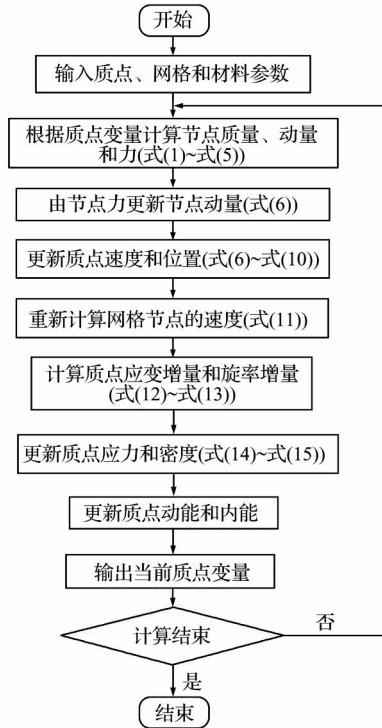 开始
输入质点、网格和材料参数
根据质点变量计算节点质量、动量
和力(式(1)~式(5))
由节点力更新节点动量(式(6))
更新质点速度和位置(式(6)~式(10))
重新计算网格节点的速度(式(11))
计算质点应变增量和旋率增量
(式(12)~式(13))
更新质点应力和密度(式(14)~式(15))
更新质点动能和内能
输出当前质点变量
计算结束
否
是
结束